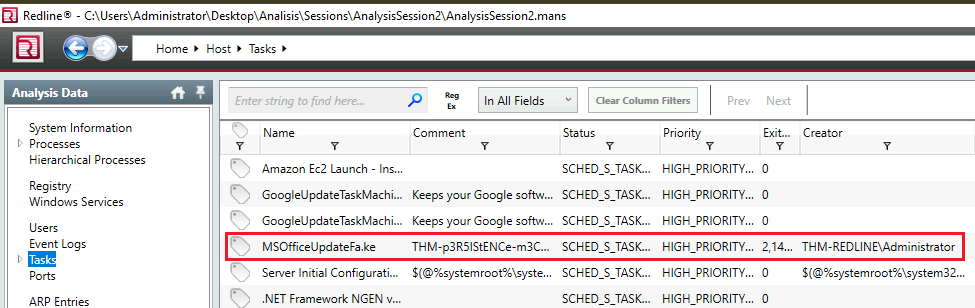 Redline® - C:\Users\Administrator\Desktop\Analisis\Sessions\AnalysisSession2\AnalysisSession2.mans
Home Host Tasks
Analysis Data
System Information
Processes
Hierarchical Processes
Registry
Windows Services
Users
Event Logs
Tasks
Ports
ARP Entries
Enter string to find here... Reg Ex In All Fields Clear Column Filters Prev Next
Name Comment Status Priority Exit... Creator
Amazon Ec2 Launch - Ins... SCHED_S_TASK... HIGH_PRIORITY... 0
GoogleUpdateTaskMachi... Keeps your Google softw... SCHED_S_TASK... HIGH_PRIORITY... 0
GoogleUpdateTaskMachi... Keeps your Google softw... SCHED_S_TASK... HIGH_PRIORITY... 0
MSOfficeUpdateFa.ke THM-p3R5IStENCe-m3C... SCHED_S_TASK... HIGH_PRIORITY... 2,14... THM-REDLINE\Administrator
Server Initial Configurati... $(@%systemroot%\syste... SCHED_S_TASK... HIGH_PRIORITY... 0 $(@%systemroot%\system32...
.NET Framework NGEN v... SCHED_S_TASK... HIGH_PRIORITY... 0